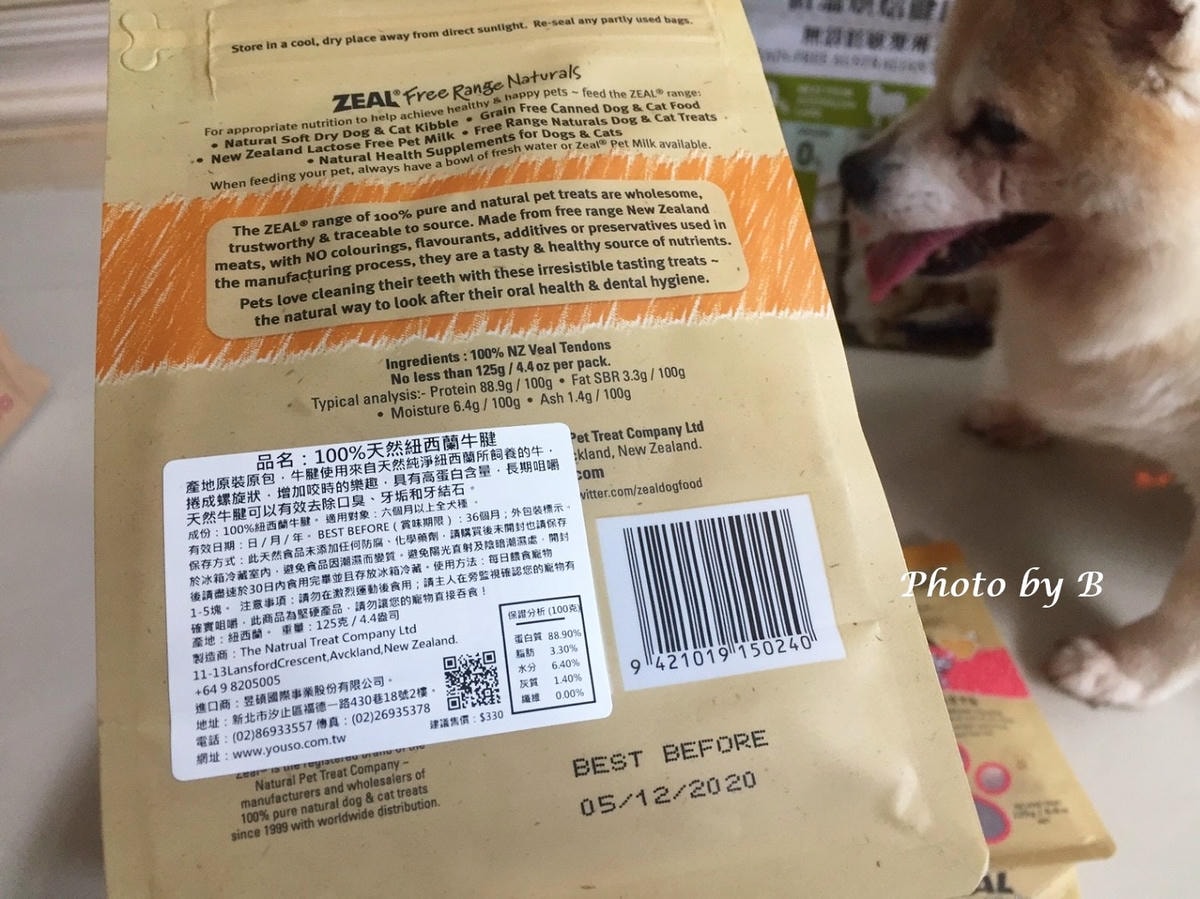 Store in a cool, dry place away from direct sunlight. Re-seal any partly used bags.
ZEAL® Free Range Naturals
For appropriate nutrition to help achieve healthy & happy pets ~ feed the ZEAL® range:
• Natural Soft Dry Dog & Cat Kibble • Grain Free Canned Dog & Cat Food
• New Zealand Lactose Free Pet Milk • Free Range Naturals Dog & Cat Treats
• Natural Health Supplements for Dogs & Cats
When feeding your pet, always have a bowl of fresh water or Zeal® Pet Milk available.
The ZEAL® range of 100% pure and natural pet treats are wholesome,
trustworthy & traceable to source. Made from free range New Zealand
meats, with NO colourings, flavourants, additives or preservatives used in
the manufacturing process, they are a tasty & healthy source of nutrients.
Pets love cleaning their teeth with these irresistible tasting treats ~
the natural way to look after their oral health & dental hygiene.
Ingredients : 100% NZ Veal Tendons
No less than 125g / 4.4 oz per pack.
Typical analysis:- Protein 88.9g / 100g • Fat SBR 3.3g / 100g
• Moisture 6.4g / 100g • Ash 1.4g / 100g
Pet Treat Company Ltd
ckland, New Zealand.
com
witter.com/zealdogfood
品名：100%天然紐西蘭牛腱
產地原裝原包，牛腱使用來自天然純淨紐西蘭所飼養的牛，
捲成螺旋狀，增加咬時的樂趣，具有高蛋白含量，長期咀嚼
天然牛腱可以有效去除口臭、牙垢和牙結石。
成份：100%紐西蘭牛腱。 適用對象：六個月以上全犬種。
有效日期：日／月／年。BEST BEFORE（賞味期限）：36個月；外包裝標示。
保存方式：此天然食品未添加任何防腐、化學藥劑，請購買後未開封也請保存
於冰箱冷藏室內，避免食品因潮濕而變質。避免陽光直射及陰暗潮濕處，開封
後請盡速於30日內食用完畢並且存放冰箱冷藏。使用方法：每日餵食寵物
1-5塊。 注意事項：請勿在激烈運動後食用；請主人在旁監視確認您的寵物有
確實咀嚼，此商品為堅硬產品，請勿讓您的寵物直接吞食！
產地：紐西蘭。 重量：125克 / 4.4盎司
製造商：The Natrual Treat Company Ltd
11-13LansfordCrescent,Avckland,New Zealand.
+64 9 8205005
進口商：昱碩國際事業股份有限公司。
地址：新北市汐止區福德一路430巷18號2樓。
電話：(02)86933557 傳真：(02)26935378
網址：www.youso.com.tw
建議售價：$330
保證分析 (100克)
蛋白質 88.90%
脂肪 3.30%
水分 6.40%
灰質 1.40%
纖維 0.00%
9 421019 150240
Zeal® is the registered brand of the
Natural Pet Treat Company –
manufacturers and wholesalers of
100% pure natural dog & cat treats
since 1999 with worldwide distribution.
BEST BEFORE
05/12/2020
Photo by B
AL